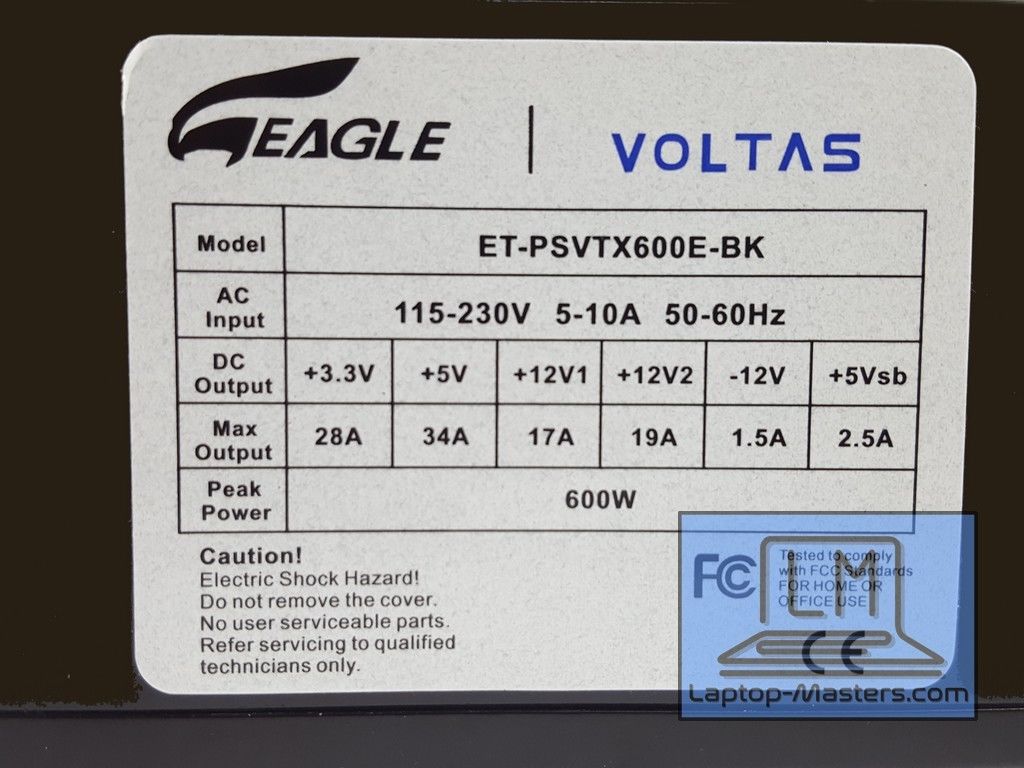 EAGLE | VOLTAS
Model ET-PSVTX600E-BK
AC Input 115-230V 5-10A 50-60Hz
DC Output +3.3V +5V +12V1 +12V2 -12V +5Vsb
Max Output 28A 34A 17A 19A 1.5A 2.5A
Peak Power 600W
Caution!
Electric Shock Hazard!
Do not remove the cover.
No user serviceable parts.
Refer servicing to qualified
technicians only.
FC
Tested to comply
with FCC Standards
FOR HOME OR
OFFICE USE
LM
CE
Laptop-Masters.com